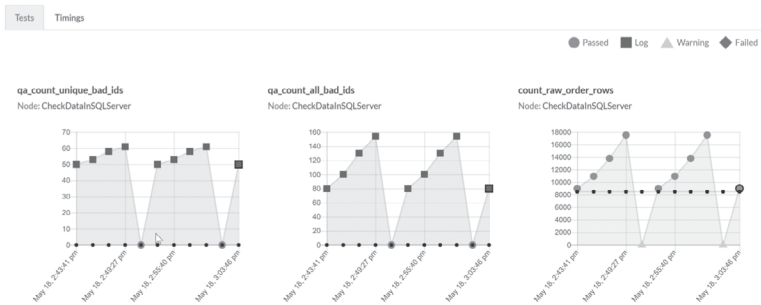 Tests Timings
Passed Log Warning Failed
qa_count_unique_bad_ids
Node: CheckDataInSQLServer
70
60
50
40
30
20
10
0
May 18, 2:43:41 pm
May 18, 2:49:27 pm
May 18, 2:55:40 pm
May 18, 3:03:46 pm
qa_count_all_bad_ids
Node: CheckDataInSQLServer
160
140
120
100
80
60
40
20
0
May 18, 2:43:41 pm
May 18, 2:49:27 pm
May 18, 2:55:40 pm
May 18, 3:03:46 pm
count_raw_order_rows
Node: CheckDataInSQLServer
18000
16000
14000
12000
10000
8000
6000
4000
2000
0
May 18, 2:43:41 pm
May 18, 2:49:27 pm
May 18, 2:55:40 pm
May 18, 3:03:46 pm